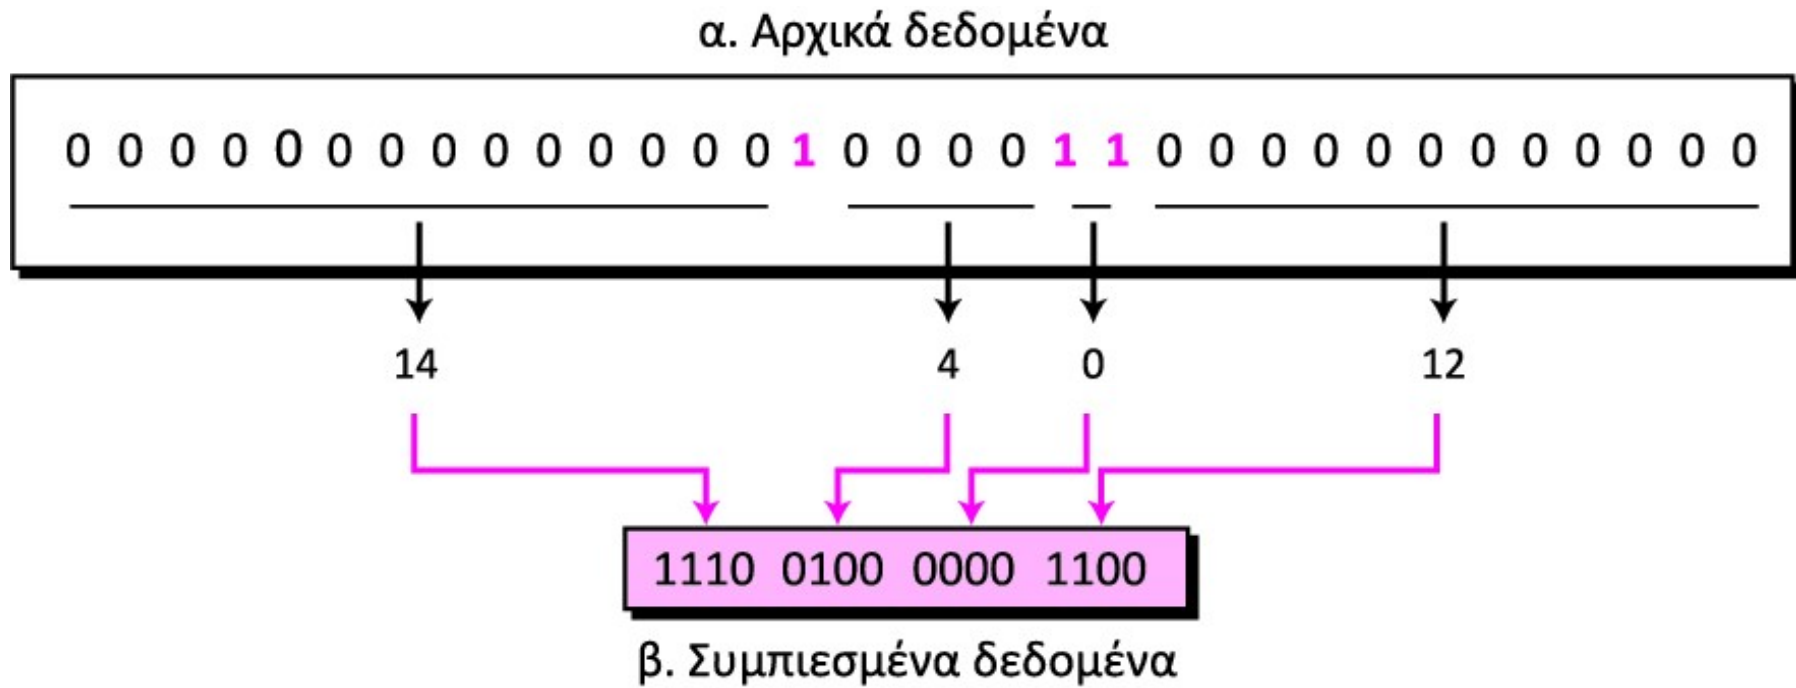 α. Αρχικά δεδομένα
0 0 0 0 0 0 0 0 0 0 0 0 0 0 1 0 0 0 0 1 1 0 0 0 0 0 0 0 0 0 0 0 0
14 4 0 12
1110 0100 0000 1100
β. Συμπιεσμένα δεδομένα